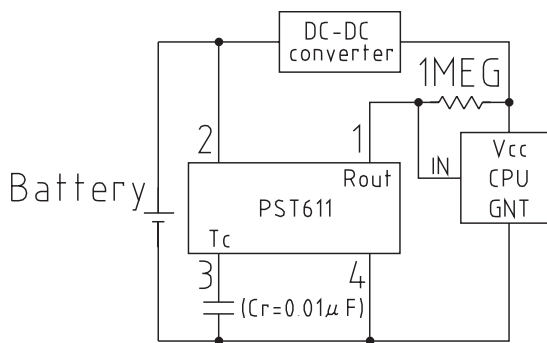 DC-DC
converter
1MEG
2
1
Rout
IN
Vcc
CPU
GNT
Battery
PST611
Tc
3
4
(Cr=0.01μF)